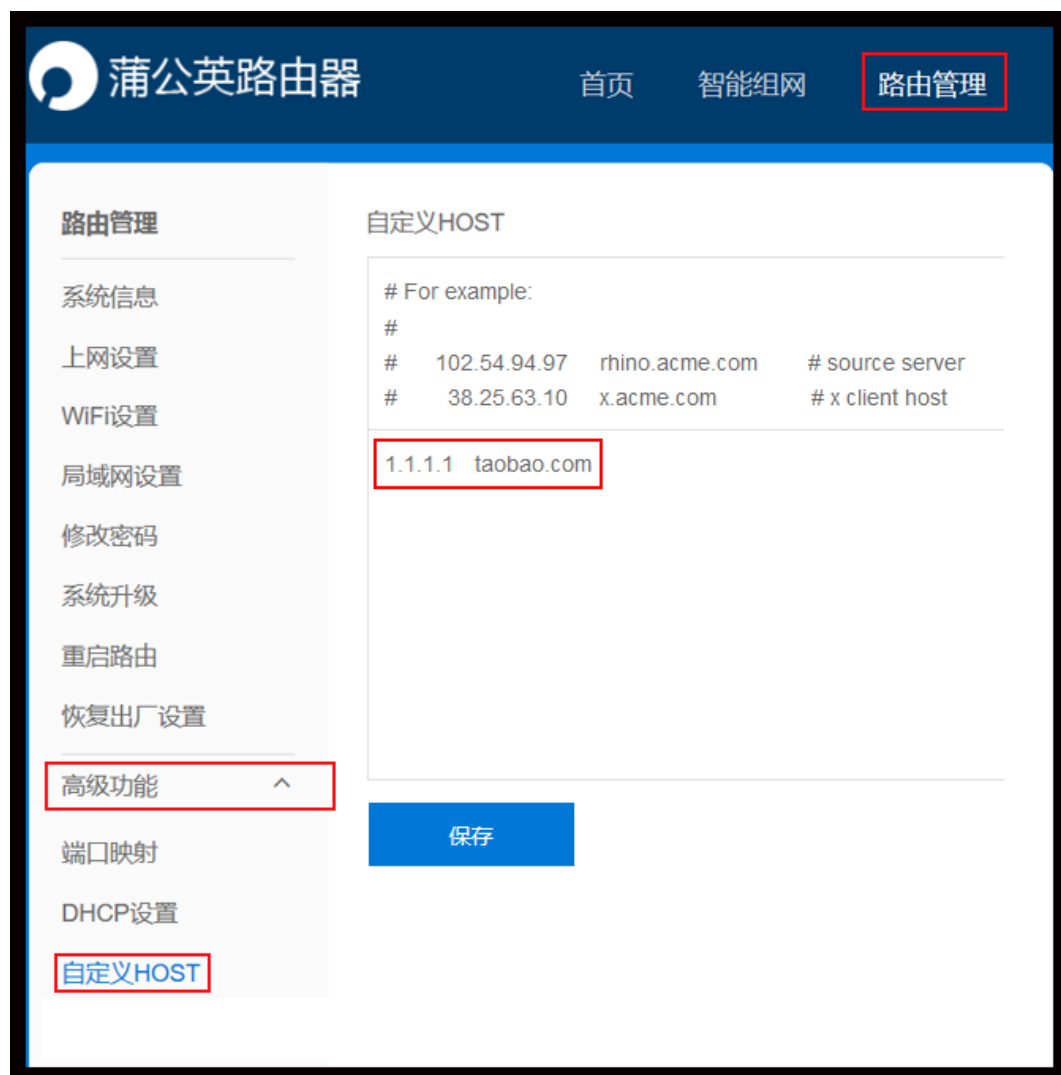 蒲公英路由器
首页 智能组网 路由管理
路由管理
系统信息
上网设置
WiFi设置
局域网设置
修改密码
系统升级
重启路由
恢复出厂设置
高级功能
端口映射
DHCP设置
自定义HOST
自定义HOST
# For example:
#
# 102.54.94.97 rhino.acme.com # source server
# 38.25.63.10 x.acme.com # x client host
1.1.1.1 taobao.com
保存